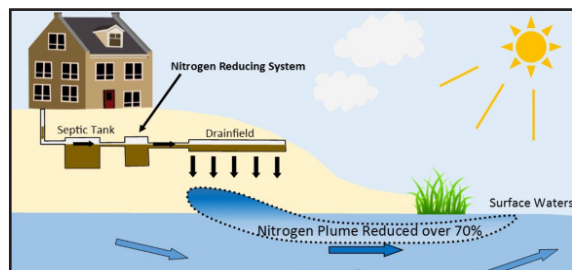 Nitrogen Reducing System
Septic Tank
Drainfield
Surface Waters
Nitrogen Plume Reduced over 70%